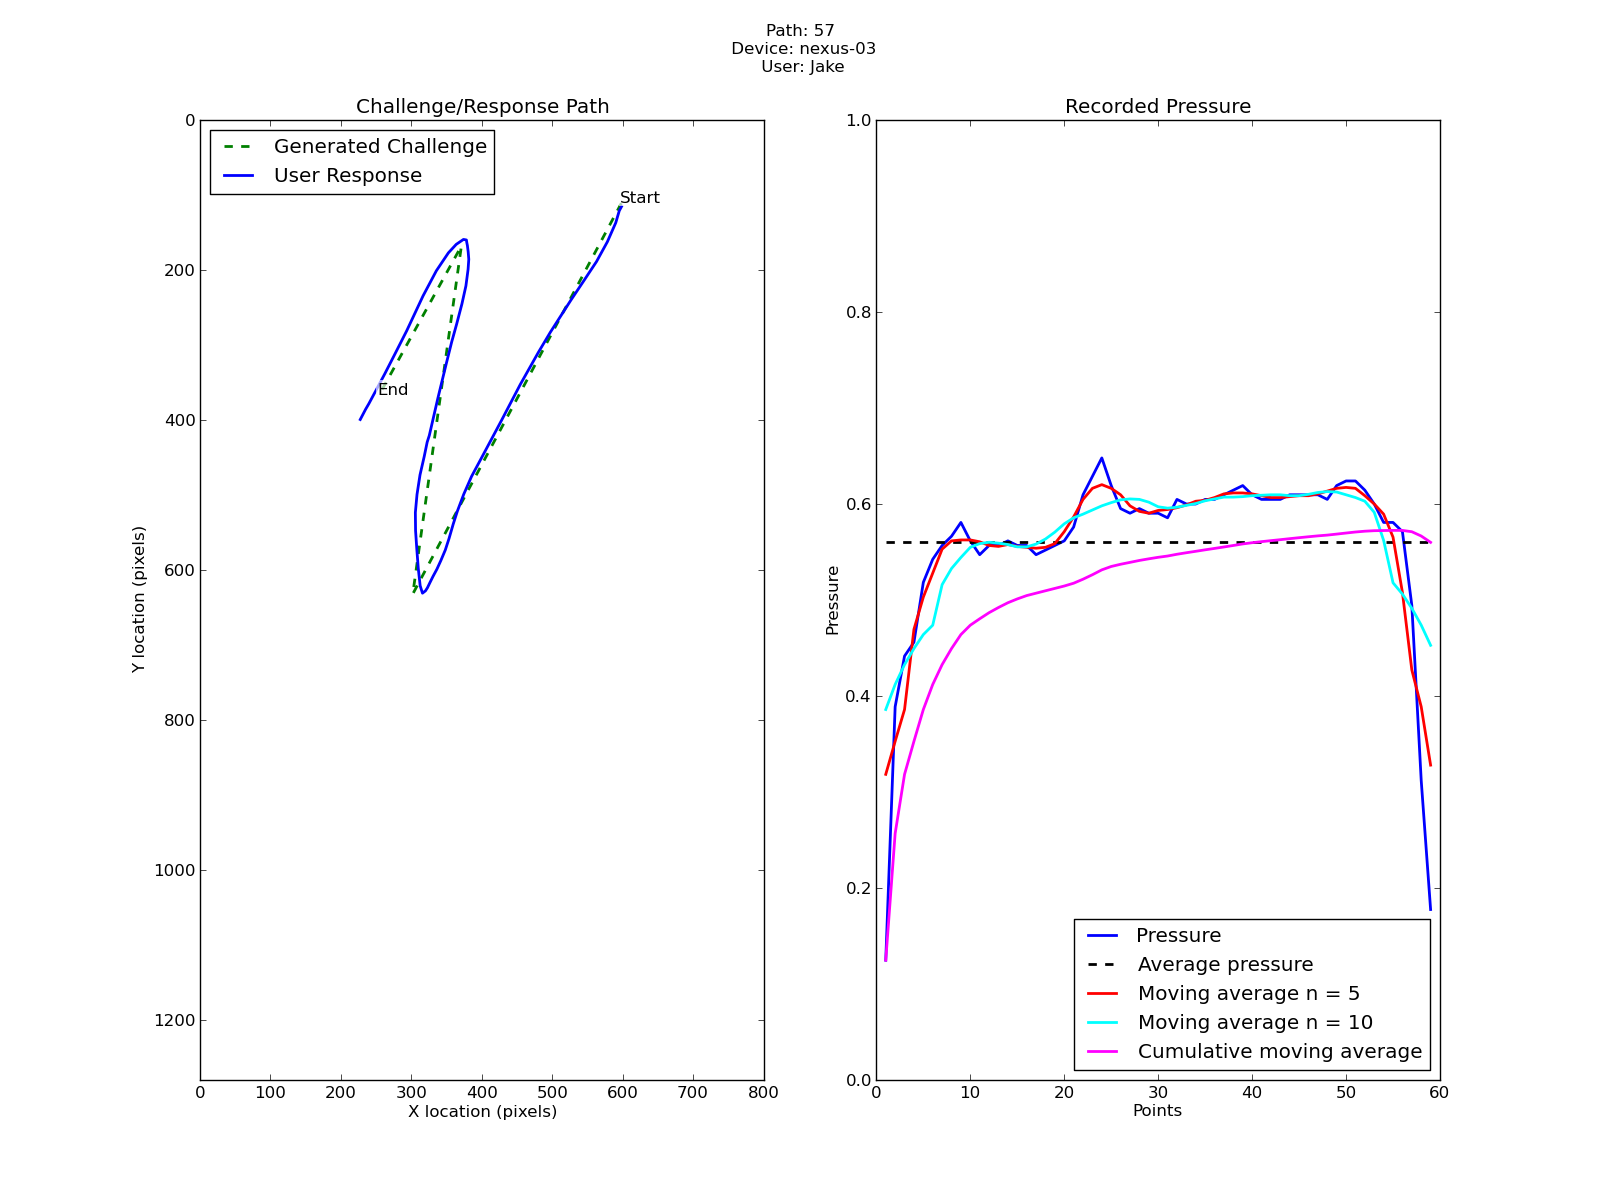 Path: 57
Device: nexus-03
User: Jake
Challenge/Response Path
Generated Challenge
User Response
Start
End
0
200
400
600
800
1000
1200
Y location (pixels)
0 100 200 300 400 500 600 700 800
X location (pixels)
Recorded Pressure
1.0
0.8
0.6
0.4
0.2
0.0
Pressure
Pressure
Average pressure
Moving average n = 5
Moving average n = 10
Cumulative moving average
0 10 20 30 40 50 60
Points